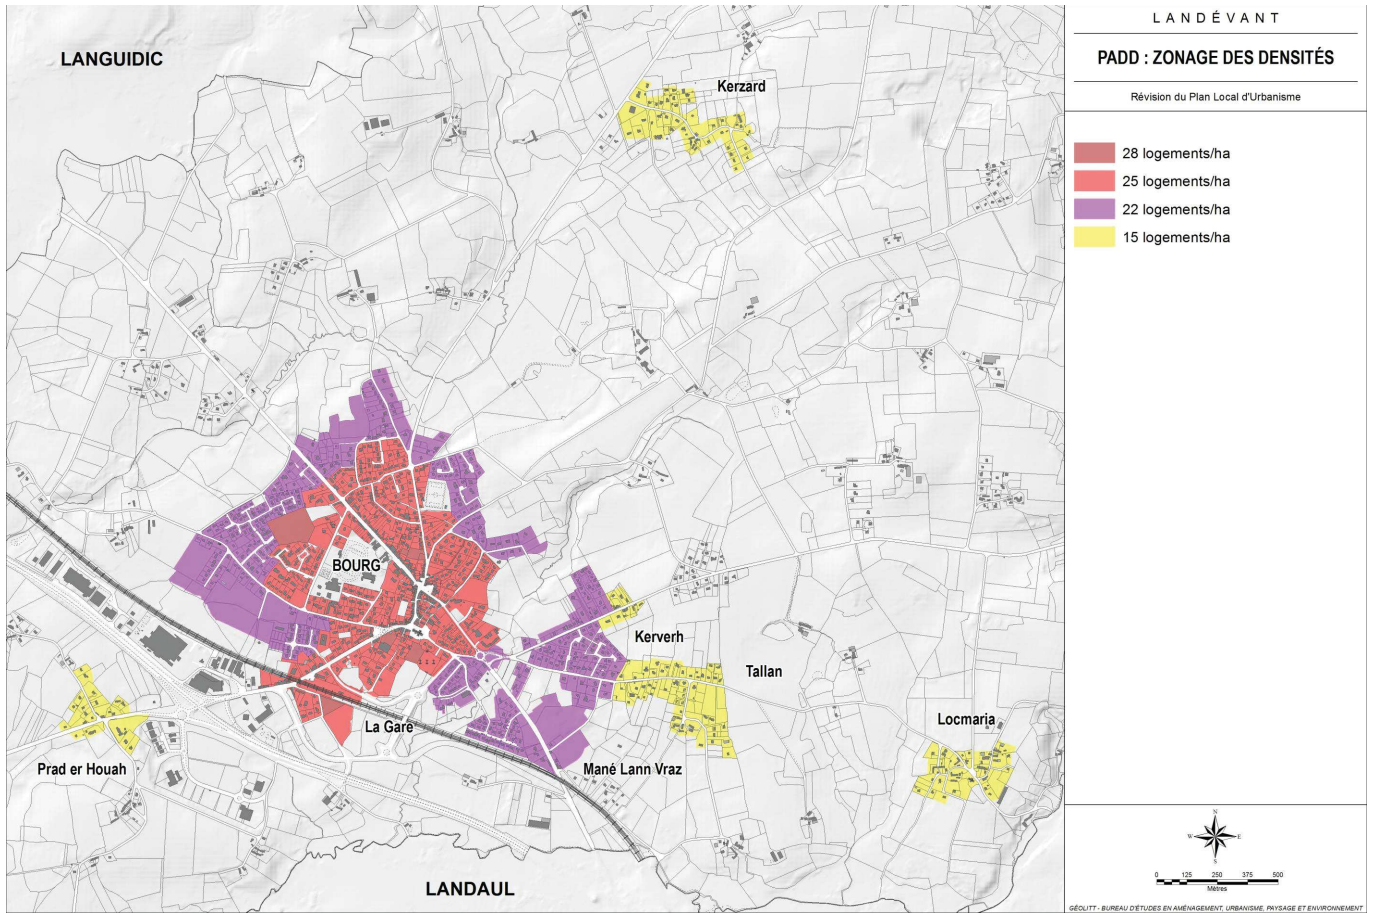 LANDÉVANT
PADD : ZONAGE DES DENSITÉS
Révision du Plan Local d'Urbanisme
28 logements/ha
25 logements/ha
22 logements/ha
15 logements/ha
LANGUIDIC
Kerzard
BOURG
Kerverh
Tallan
Locmaria
La Gare
Prad er Houah
Mané Lann Vraz
LANDAUL
N
W E
S
0 125 250 375 500
Mètres
GÉOLITT - BUREAU D'ÉTUDES EN AMÉNAGEMENT, URBANISME, PAYSAGE ET ENVIRONNEMENT